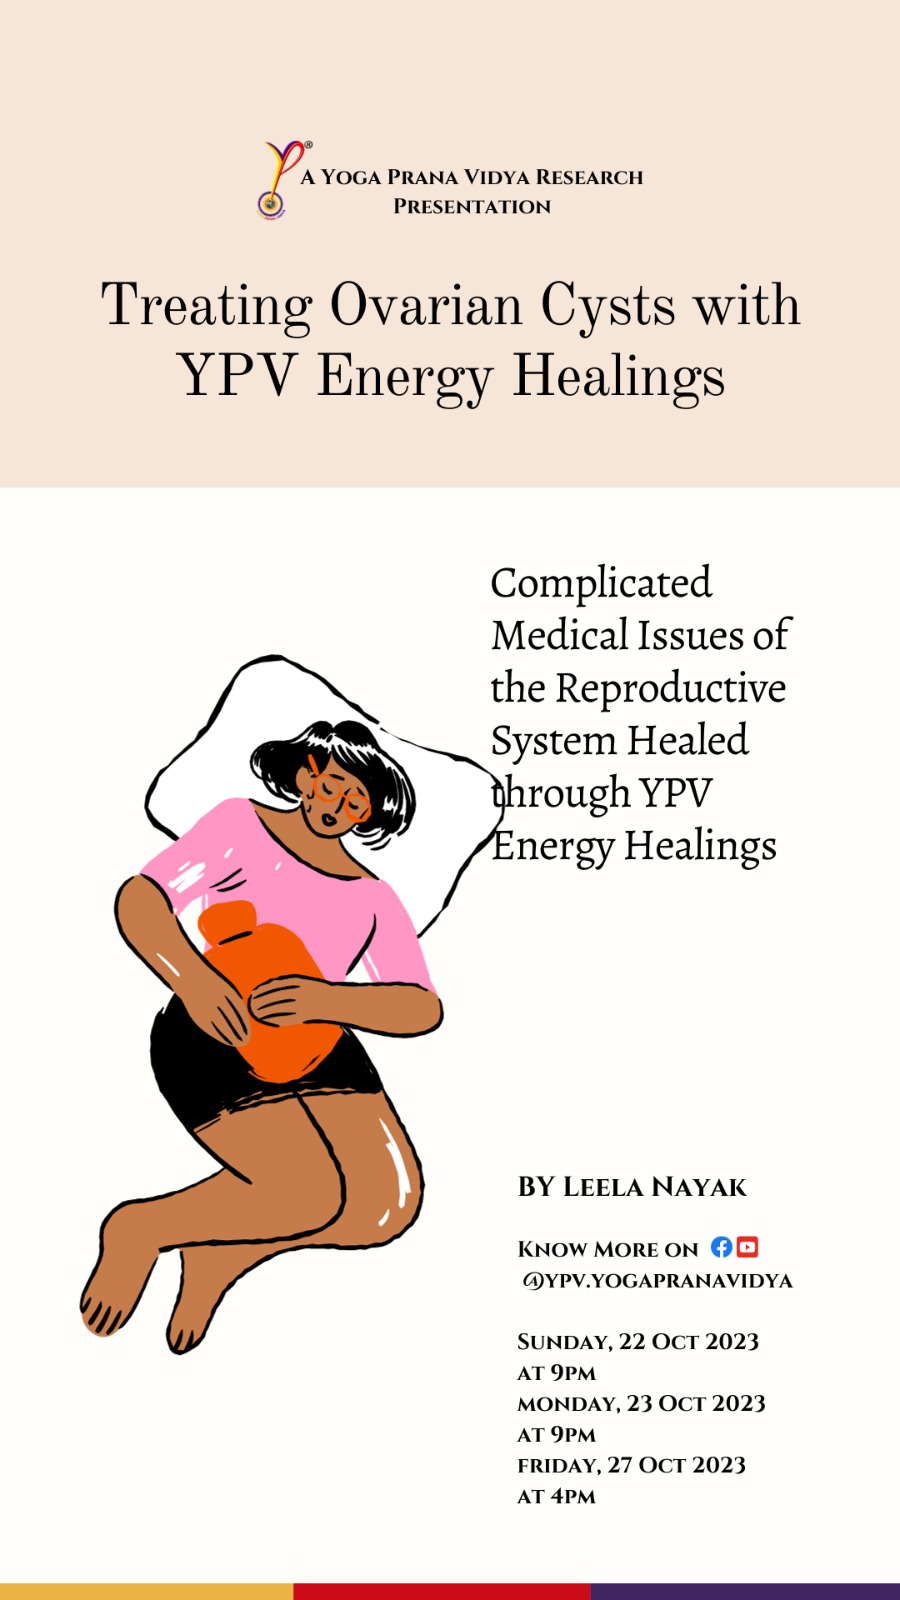 A Yoga Prana Vidya Research
Presentation
Treating Ovarian Cysts with
YPV Energy Healings
Complicated
Medical Issues of
the Reproductive
System Healed
through YPV
Energy Healings
BY Leela Nayak
Know More on
@ypv.yogapranavidya
Sunday, 22 Oct 2023
at 9pm
monday, 23 Oct 2023
at 9pm
friday, 27 Oct 2023
at 4pm